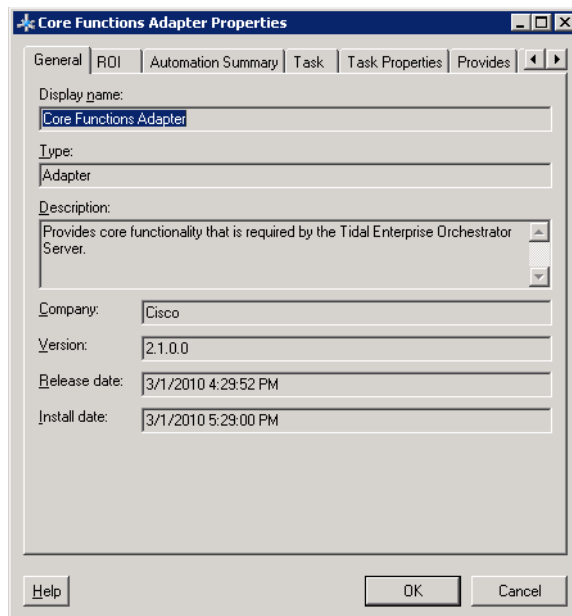 Core Functions Adapter Properties
General ROI Automation Summary Task Task Properties Provides
Display name:
Core Functions Adapter
Type:
Adapter
Description:
Provides core functionality that is required by the Tidal Enterprise Orchestrator
Server.
Company: Cisco
Version: 2.1.0.0
Release date: 3/1/2010 4:29:52 PM
Install date: 3/1/2010 5:29:00 PM
Help OK Cancel